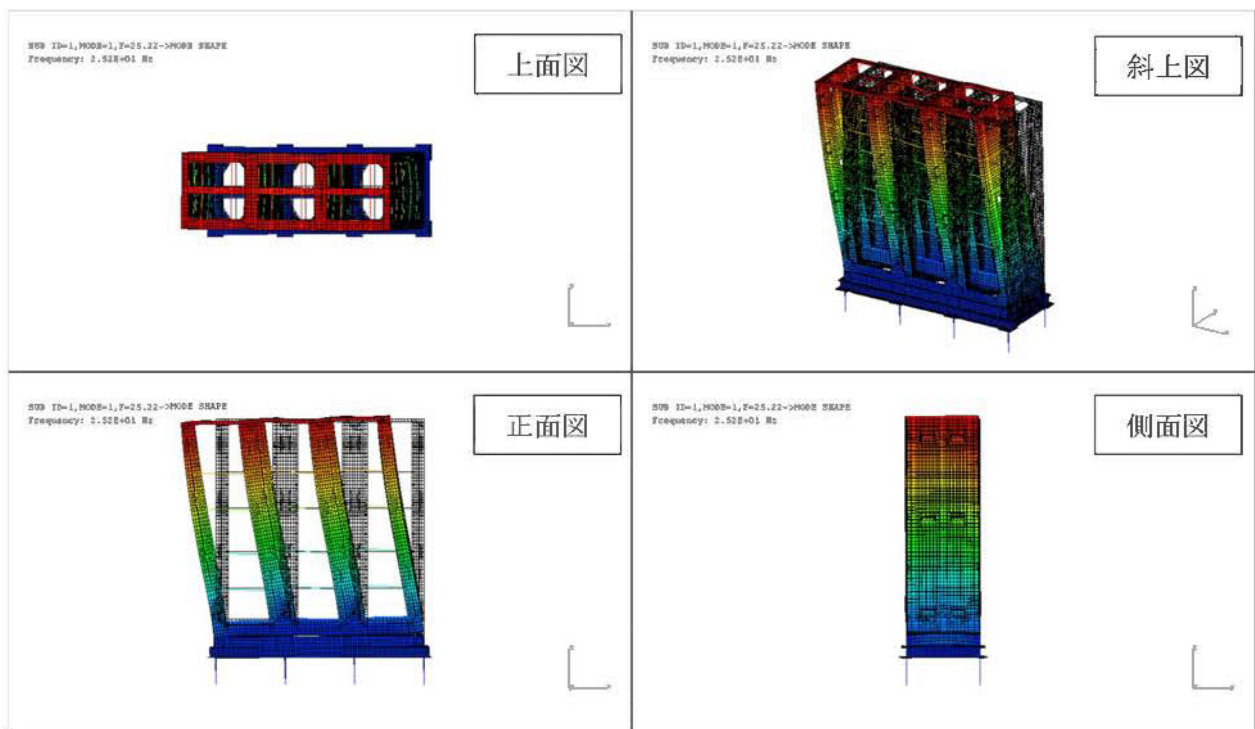 SUB ID=1,MODE=1,F=25.22->MODE SHAPE
Frequency: 2.52E+01 Hz
上面図
SUB ID=1,MODE=1,F=25.22->MODE SHAPE
Frequency: 2.52E+01 Hz
斜上図
SUB ID=1,MODE=1,F=25.22->MODE SHAPE
Frequency: 2.52E+01 Hz
正面図
SUB ID=1,MODE=1,F=25.22->MODE SHAPE
Frequency: 2.52E+01 Hz
側面図